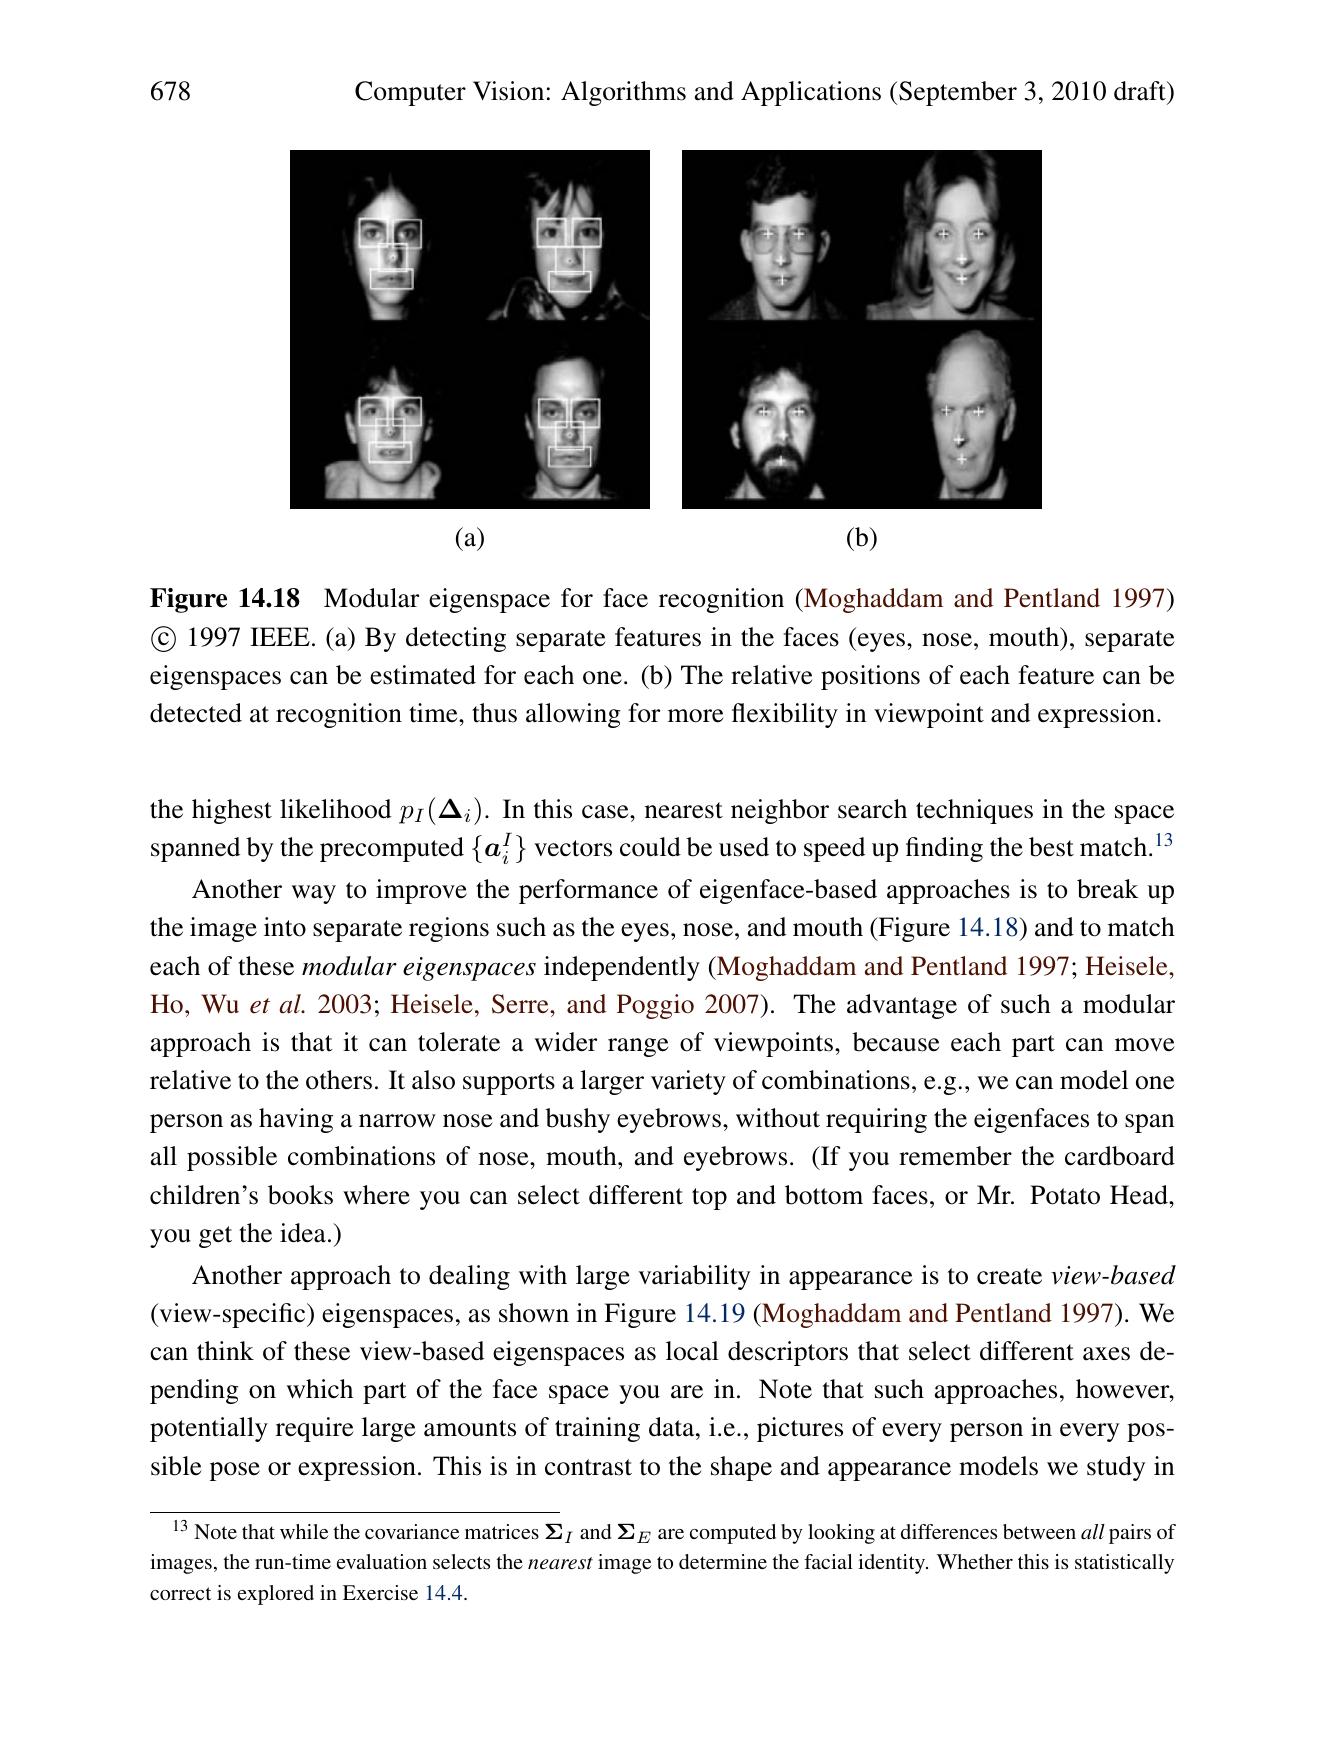 678 Computer Vision: Algorithms and Applications (September 3, 2010 draft)
(a) (b)
Figure 14.18 Modular eigenspace for face recognition (Moghaddam and Pentland 1997)
© 1997 IEEE. (a) By detecting separate features in the faces (eyes, nose, mouth), separate
eigenspaces can be estimated for each one. (b) The relative positions of each feature can be
detected at recognition time, thus allowing for more flexibility in viewpoint and expression.
the highest likelihood p_I(Δ_i). In this case, nearest neighbor search techniques in the space
spanned by the precomputed {a_i^I} vectors could be used to speed up finding the best match.¹³
Another way to improve the performance of eigenface-based approaches is to break up
the image into separate regions such as the eyes, nose, and mouth (Figure 14.18) and to match
each of these modular eigenspaces independently (Moghaddam and Pentland 1997; Heisele,
Ho, Wu et al. 2003; Heisele, Serre, and Poggio 2007). The advantage of such a modular
approach is that it can tolerate a wider range of viewpoints, because each part can move
relative to the others. It also supports a larger variety of combinations, e.g., we can model one
person as having a narrow nose and bushy eyebrows, without requiring the eigenfaces to span
all possible combinations of nose, mouth, and eyebrows. (If you remember the cardboard
children's books where you can select different top and bottom faces, or Mr. Potato Head,
you get the idea.)
Another approach to dealing with large variability in appearance is to create view-based
(view-specific) eigenspaces, as shown in Figure 14.19 (Moghaddam and Pentland 1997). We
can think of these view-based eigenspaces as local descriptors that select different axes de-
pending on which part of the face space you are in. Note that such approaches, however,
potentially require large amounts of training data, i.e., pictures of every person in every pos-
sible pose or expression. This is in contrast to the shape and appearance models we study in
¹³ Note that while the covariance matrices Σ_I and Σ_E are computed by looking at differences between all pairs of
images, the run-time evaluation selects the nearest image to determine the facial identity. Whether this is statistically
correct is explored in Exercise 14.4.